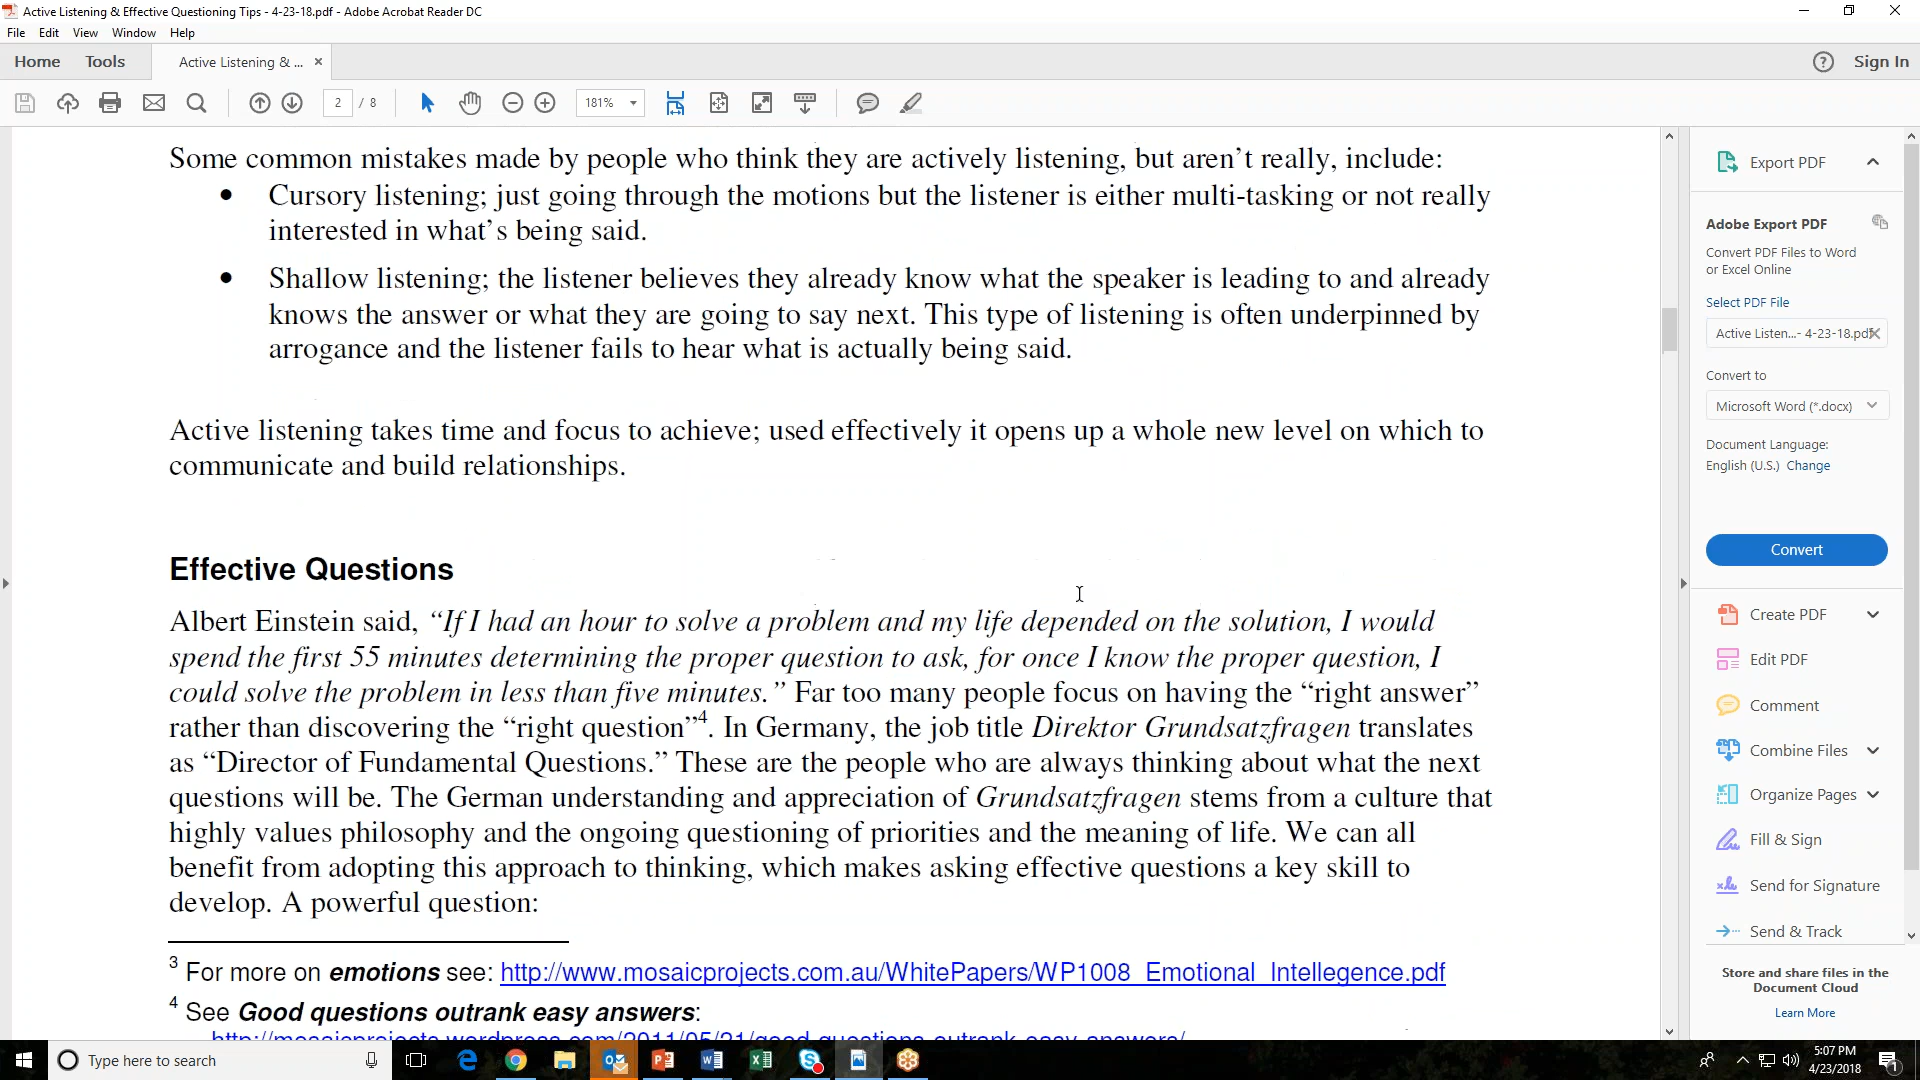 Active Listening & Effective Questioning Tips - 4-23-18.pdf - Adobe Acrobat Reader DC
File Edit View Window Help
Home Tools Active Listening & ... × Sign In
2 / 8 181%
Some common mistakes made by people who think they are actively listening, but aren’t really, include:
• Cursory listening; just going through the motions but the listener is either multi-tasking or not really
interested in what’s being said.
• Shallow listening; the listener believes they already know what the speaker is leading to and already
knows the answer or what they are going to say next. This type of listening is often underpinned by
arrogance and the listener fails to hear what is actually being said.
Active listening takes time and focus to achieve; used effectively it opens up a whole new level on which to
communicate and build relationships.
Effective Questions
Albert Einstein said, “If I had an hour to solve a problem and my life depended on the solution, I would
spend the first 55 minutes determining the proper question to ask, for once I know the proper question, I
could solve the problem in less than five minutes.” Far too many people focus on having the “right answer”
rather than discovering the “right question”4. In Germany, the job title Direktor Grundsatzfragen translates
as “Director of Fundamental Questions.” These are the people who are always thinking about what the next
questions will be. The German understanding and appreciation of Grundsatzfragen stems from a culture that
highly values philosophy and the ongoing questioning of priorities and the meaning of life. We can all
benefit from adopting this approach to thinking, which makes asking effective questions a key skill to
develop. A powerful question:
3 For more on emotions see: http://www.mosaicprojects.com.au/WhitePapers/WP1008_Emotional_Intellegence.pdf
4 See Good questions outrank easy answers:
http://mosaicprojects.wordpress.com/2011/05/21/good-questions-outrank-easy-answers/
Export PDF
Adobe Export PDF
Convert PDF Files to Word
or Excel Online
Select PDF File
Active Listen...- 4-23-18.pdf
Convert to
Microsoft Word (*.docx)
Document Language:
English (U.S.) Change
Convert
Create PDF
Edit PDF
Comment
Combine Files
Organize Pages
Fill & Sign
Send for Signature
Send & Track
Store and share files in the
Document Cloud
Learn More
Type here to search
5:07 PM
4/23/2018
1